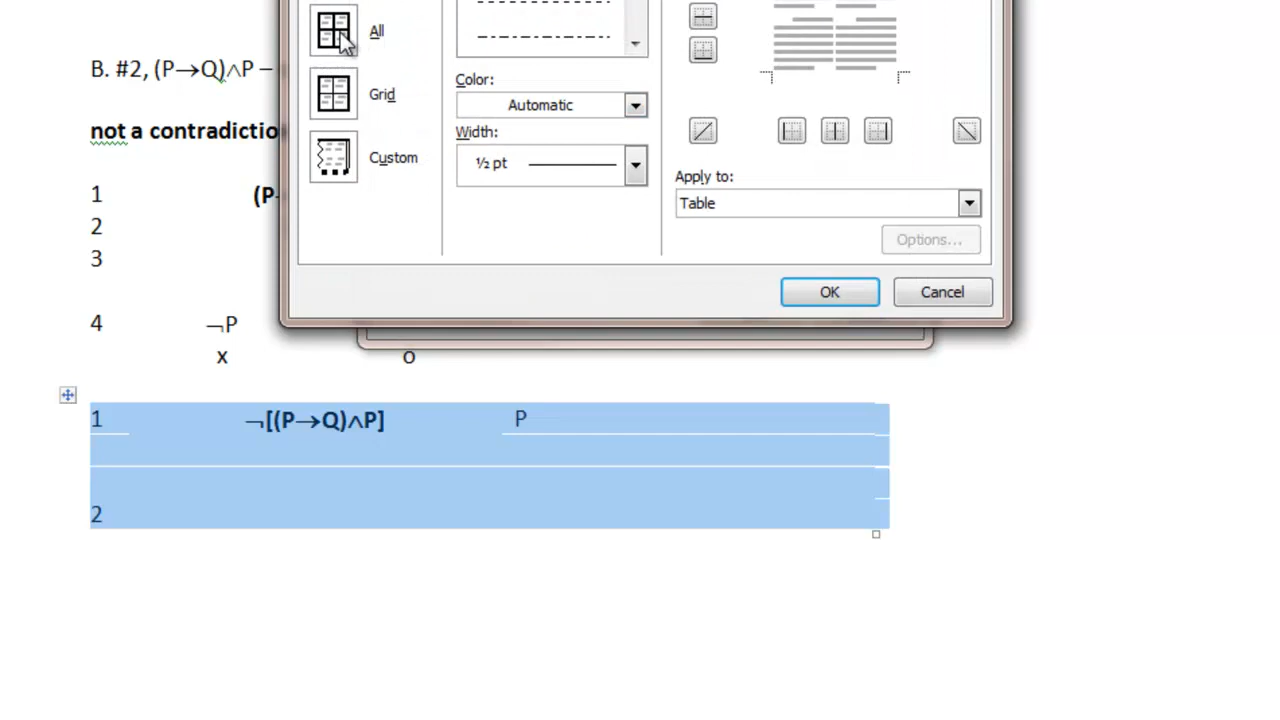 All
B. #2, (P→Q)∧P –
Color:
Grid
Automatic
not a contradictio
Width:
Custom
½ pt
Apply to:
1 (P-
Table
2
Options...
3
OK Cancel
4 ¬P
x o
1 ¬[(P→Q)∧P] P
2